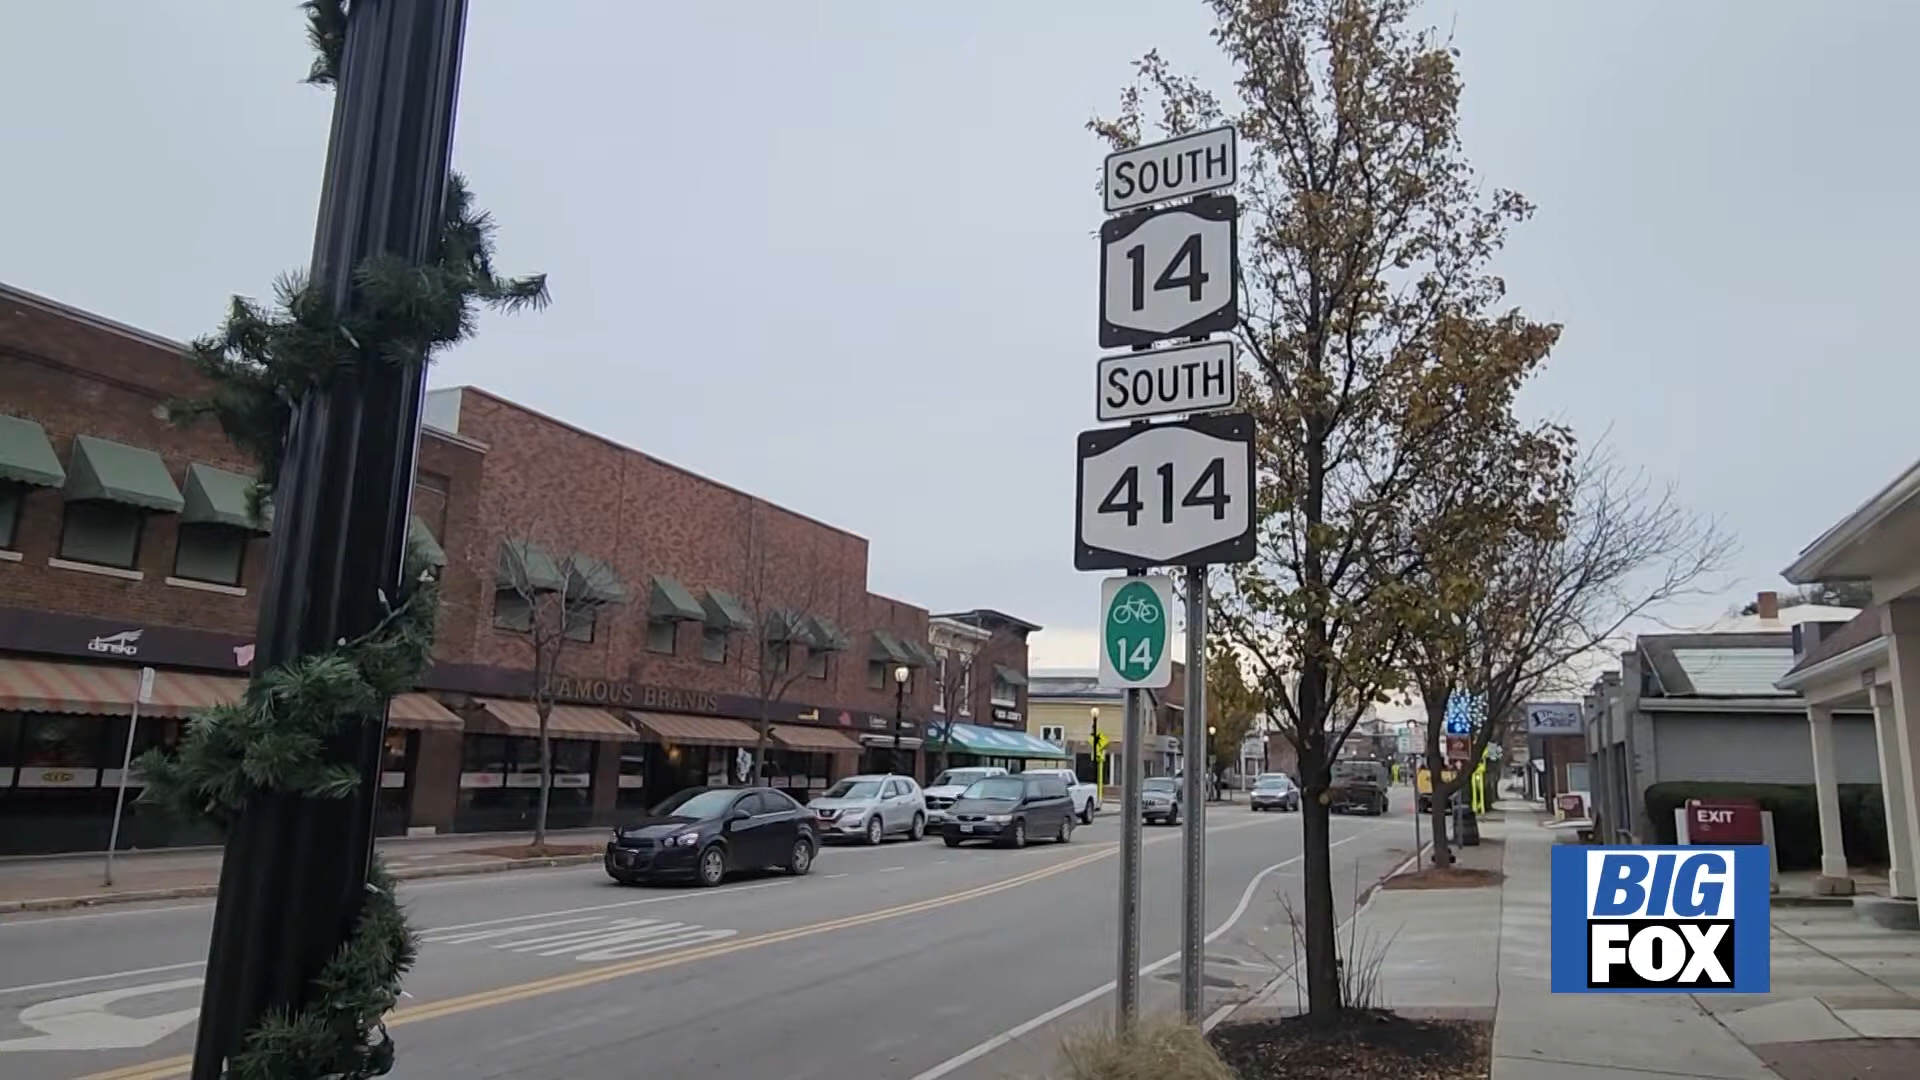 SOUTH
14
SOUTH
414
14
dansko
FAMOUS BRANDS
EXIT
BIG
FOX